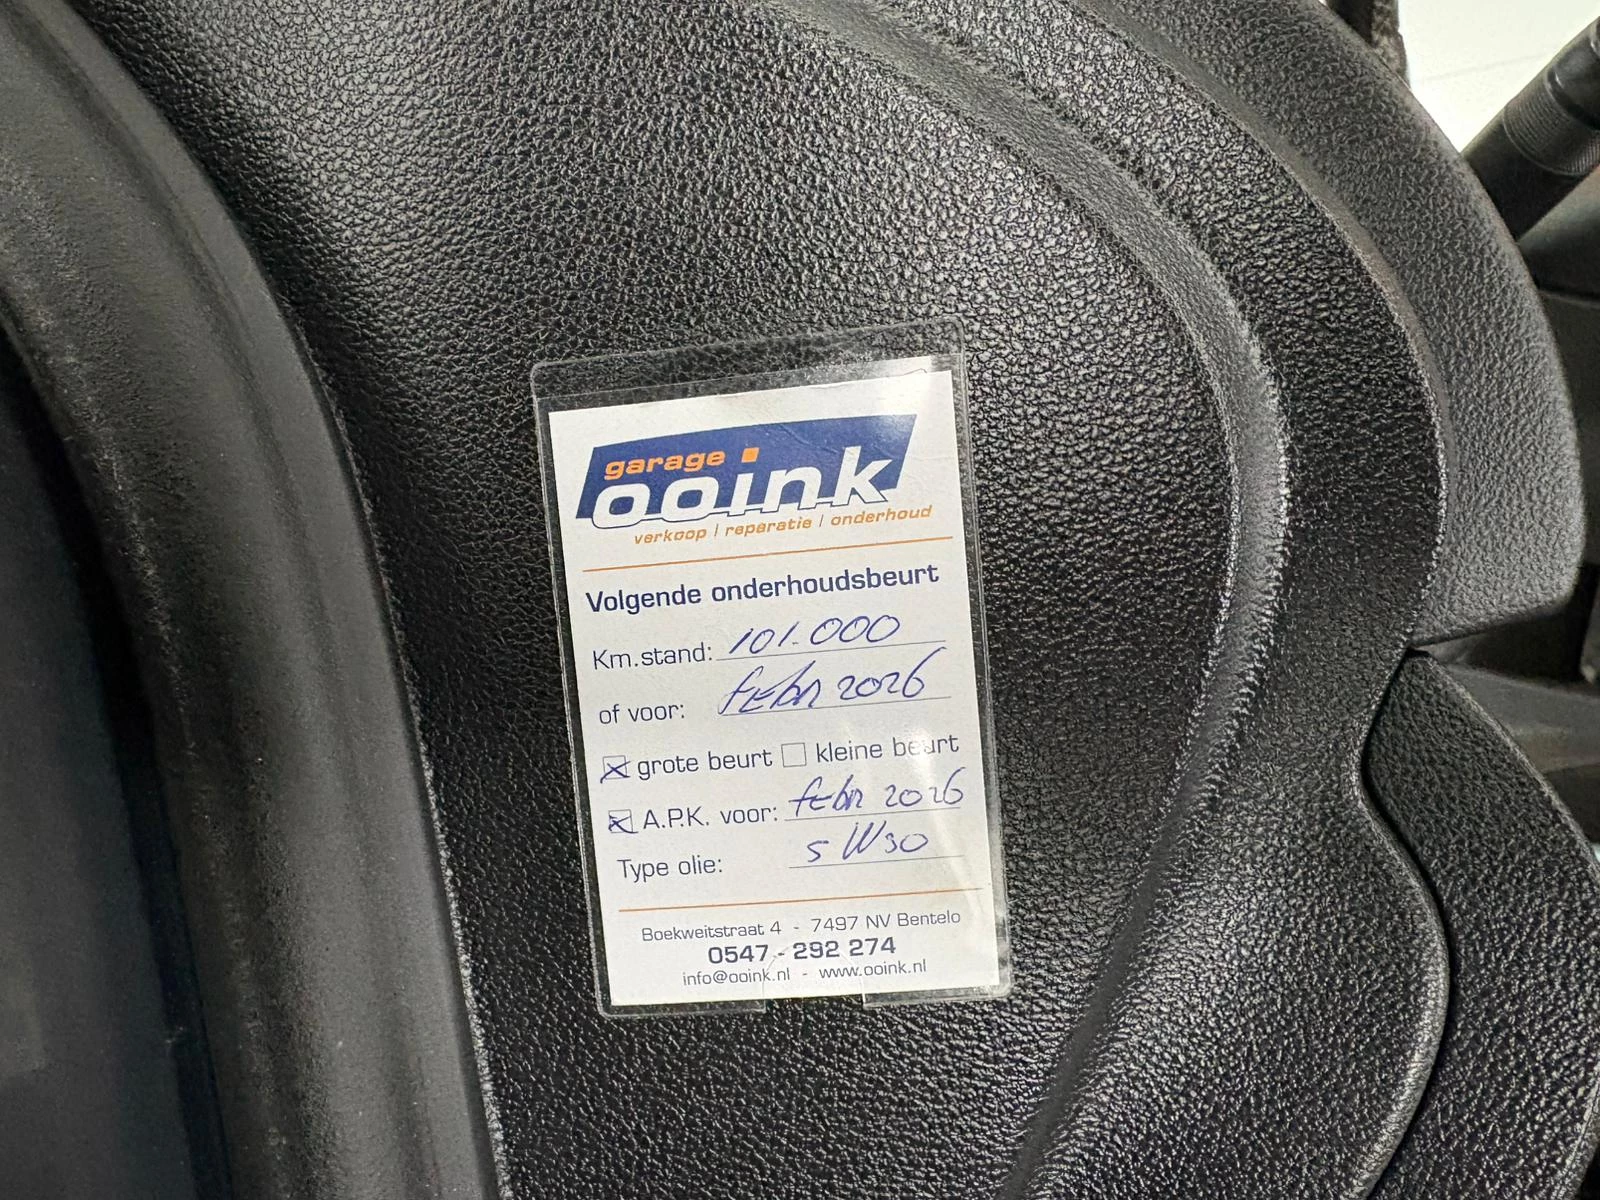 garage
ooink
verkoop | reparatie | onderhoud
Volgende onderhoudsbeurt
Km.stand: 101.000
of voor: febr 2026
grote beurt kleine beurt
A.P.K. voor: febr 2026
Type olie: 5W30
Boekweitstraat 4 - 7497 NV Bentelo
0547 - 292 274
info@ooink.nl - www.ooink.nl